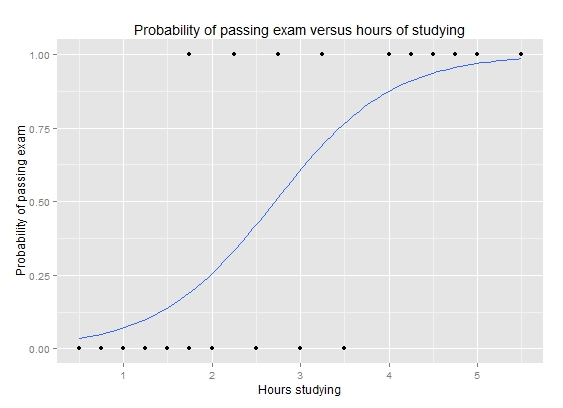 Probability of passing exam versus hours of studying
Probability of passing exam
1.00
0.75
0.50
0.25
0.00
1 2 3 4 5
Hours studying